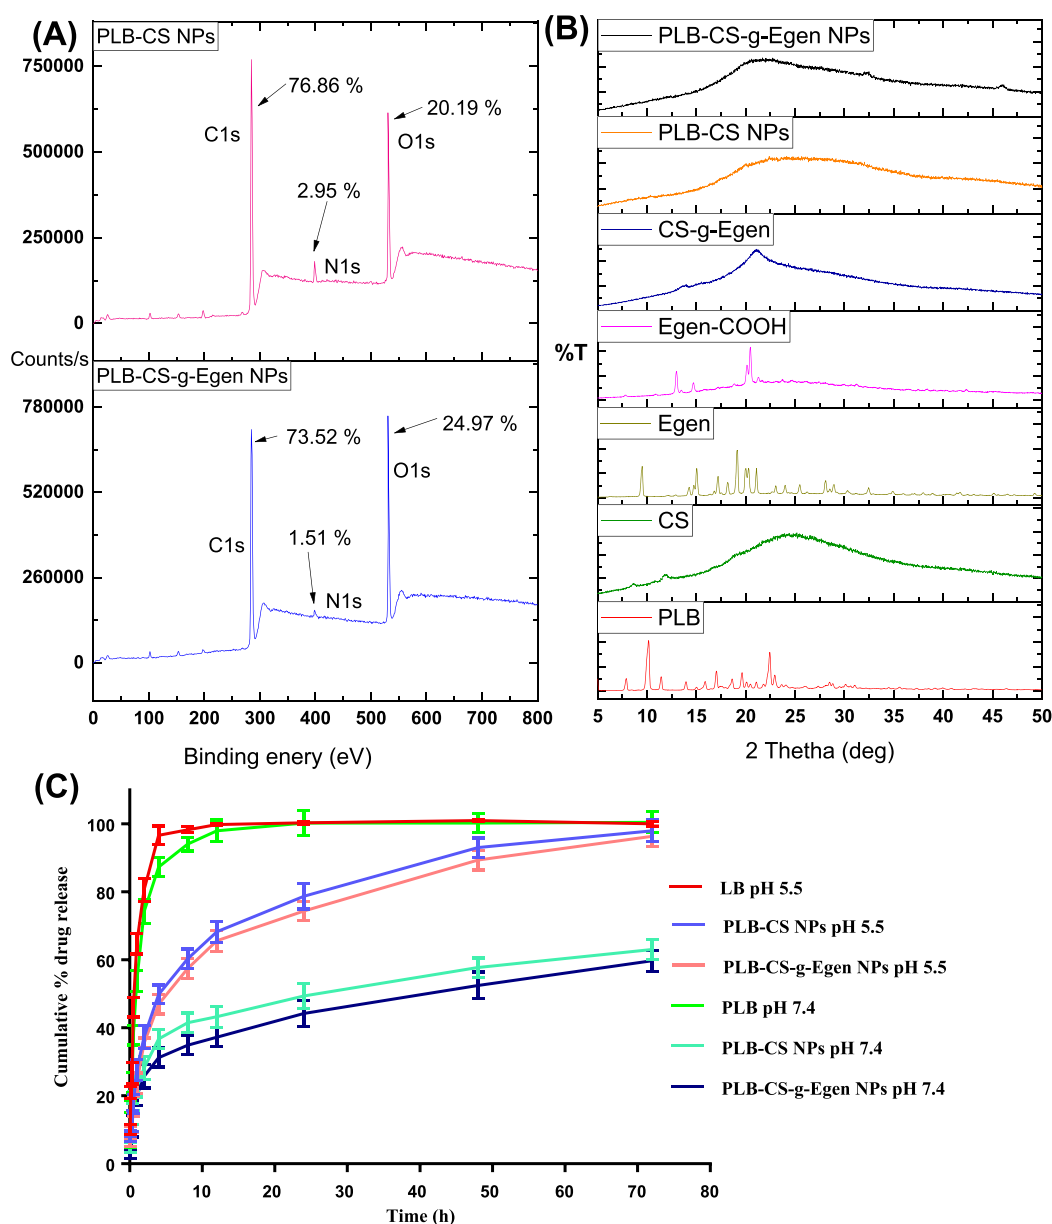 (A)
PLB-CS NPs
750000
500000
250000
0
76.86 %
20.19 %
C1s
O1s
2.95 %
N1s
Counts/s
PLB-CS-g-Egen NPs
780000
520000
260000
0
73.52 %
24.97 %
O1s
C1s
1.51 %
N1s
0 100 200 300 400 500 600 700 800
Binding enery (eV)
(B)
PLB-CS-g-Egen NPs
PLB-CS NPs
CS-g-Egen
Egen-COOH
%T
Egen
CS
PLB
5 10 15 20 25 30 35 40 45 50
2 Thetha (deg)
(C)
Cumulative % drug release
100
80
60
40
20
0
0 10 20 30 40 50 60 70 80
Time (h)
LB pH 5.5
PLB-CS NPs pH 5.5
PLB-CS-g-Egen NPs pH 5.5
PLB pH 7.4
PLB-CS NPs pH 7.4
PLB-CS-g-Egen NPs pH 7.4